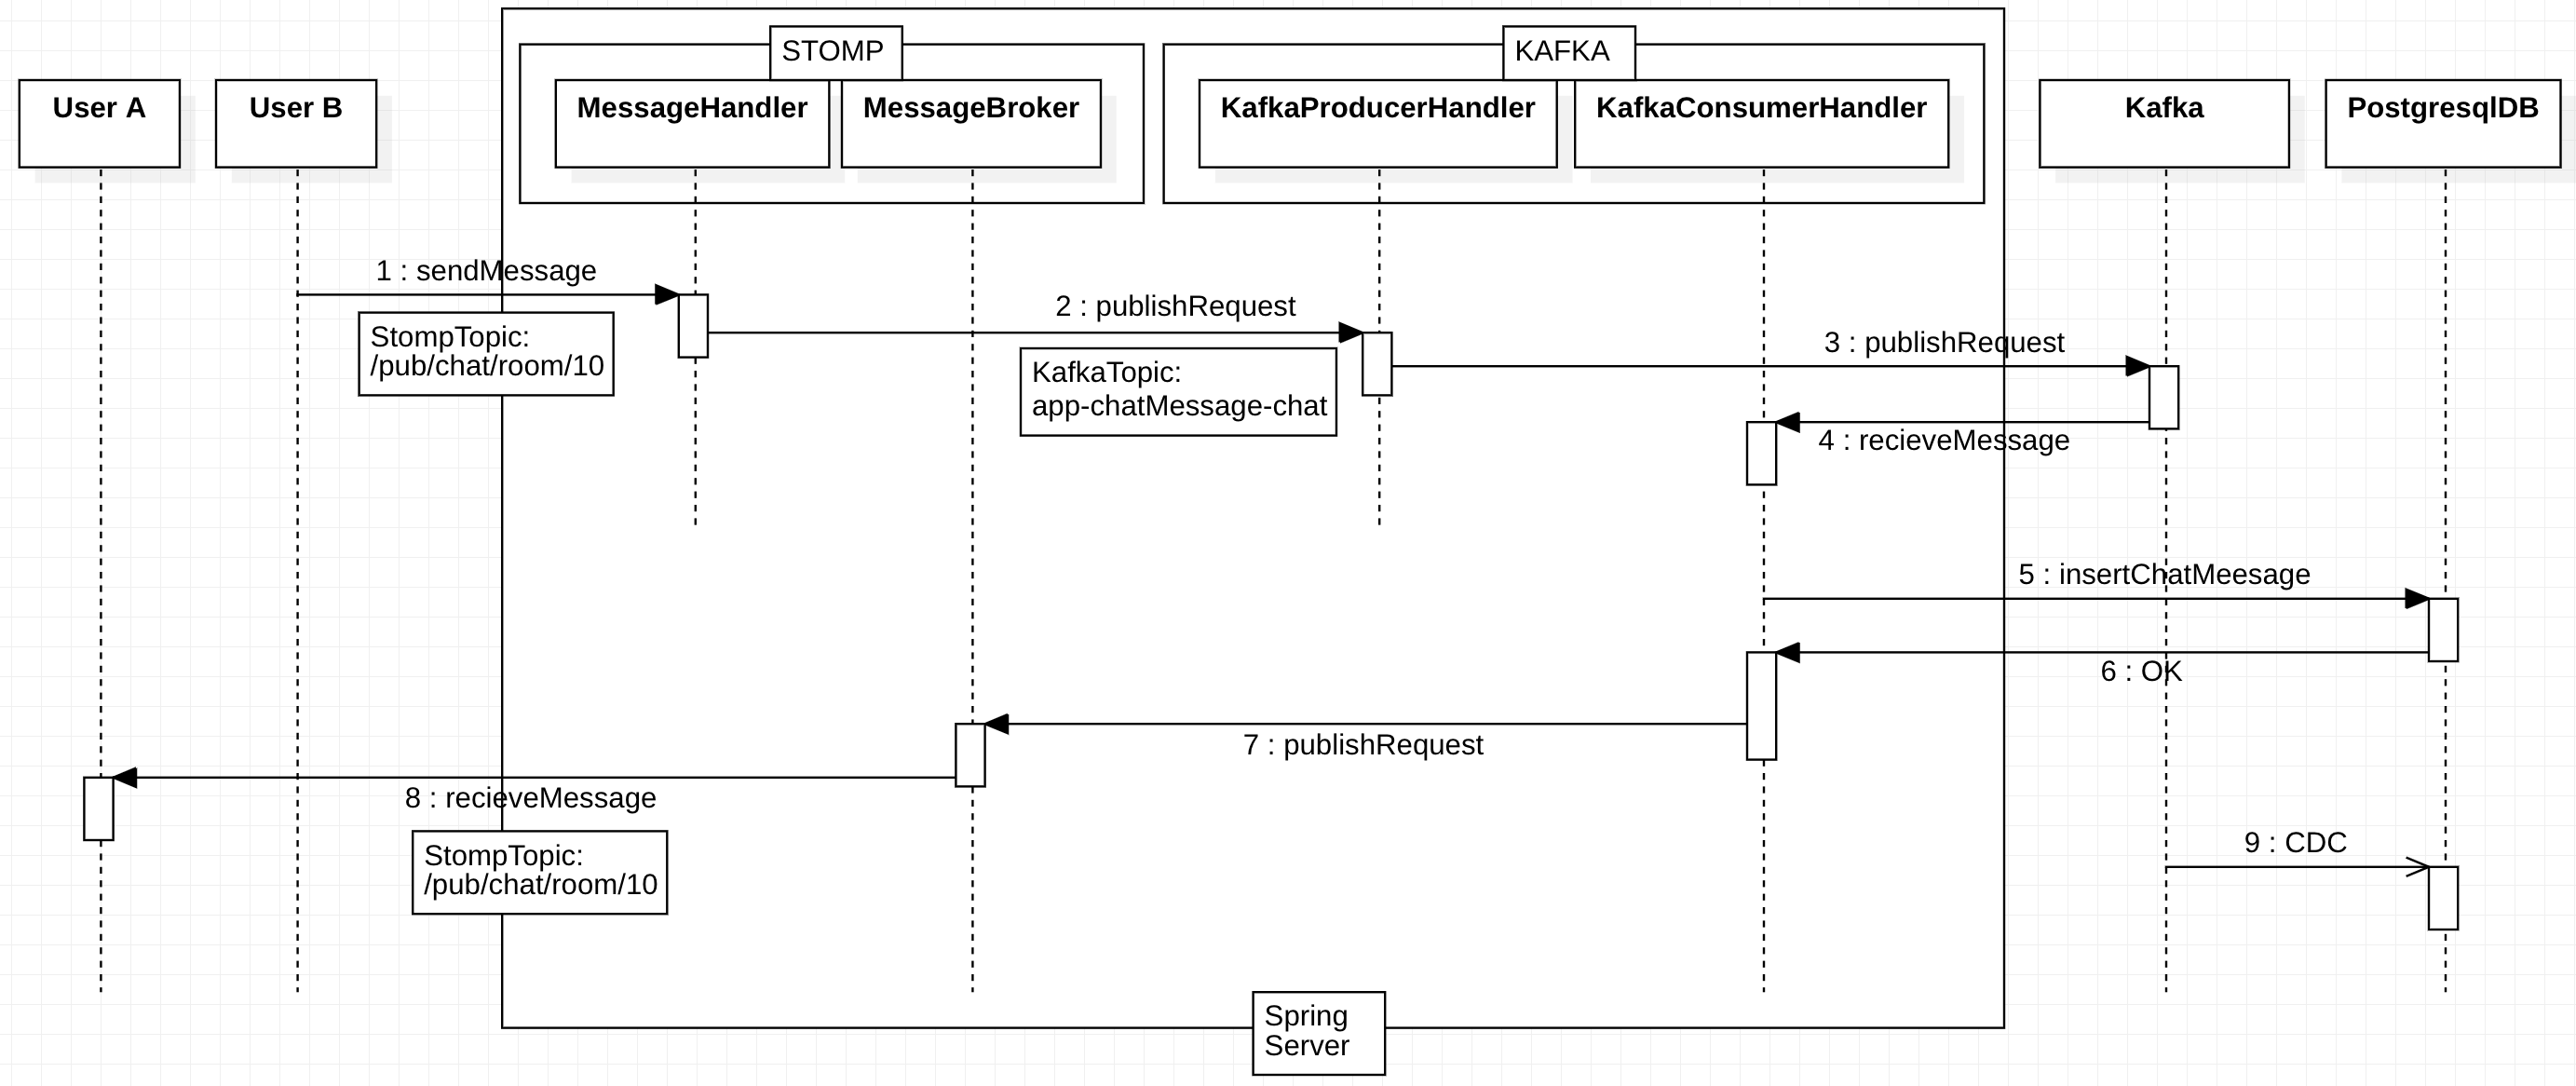 STOMP
KAFKA
User A
User B
MessageHandler
MessageBroker
KafkaProducerHandler
KafkaConsumerHandler
Kafka
PostgresqlDB
1 : sendMessage
StompTopic:
/pub/chat/room/10
2 : publishRequest
KafkaTopic:
app-chatMessage-chat
3 : publishRequest
4 : recieveMessage
5 : insertChatMeesage
6 : OK
7 : publishRequest
8 : recieveMessage
StompTopic:
/pub/chat/room/10
9 : CDC
Spring
Server